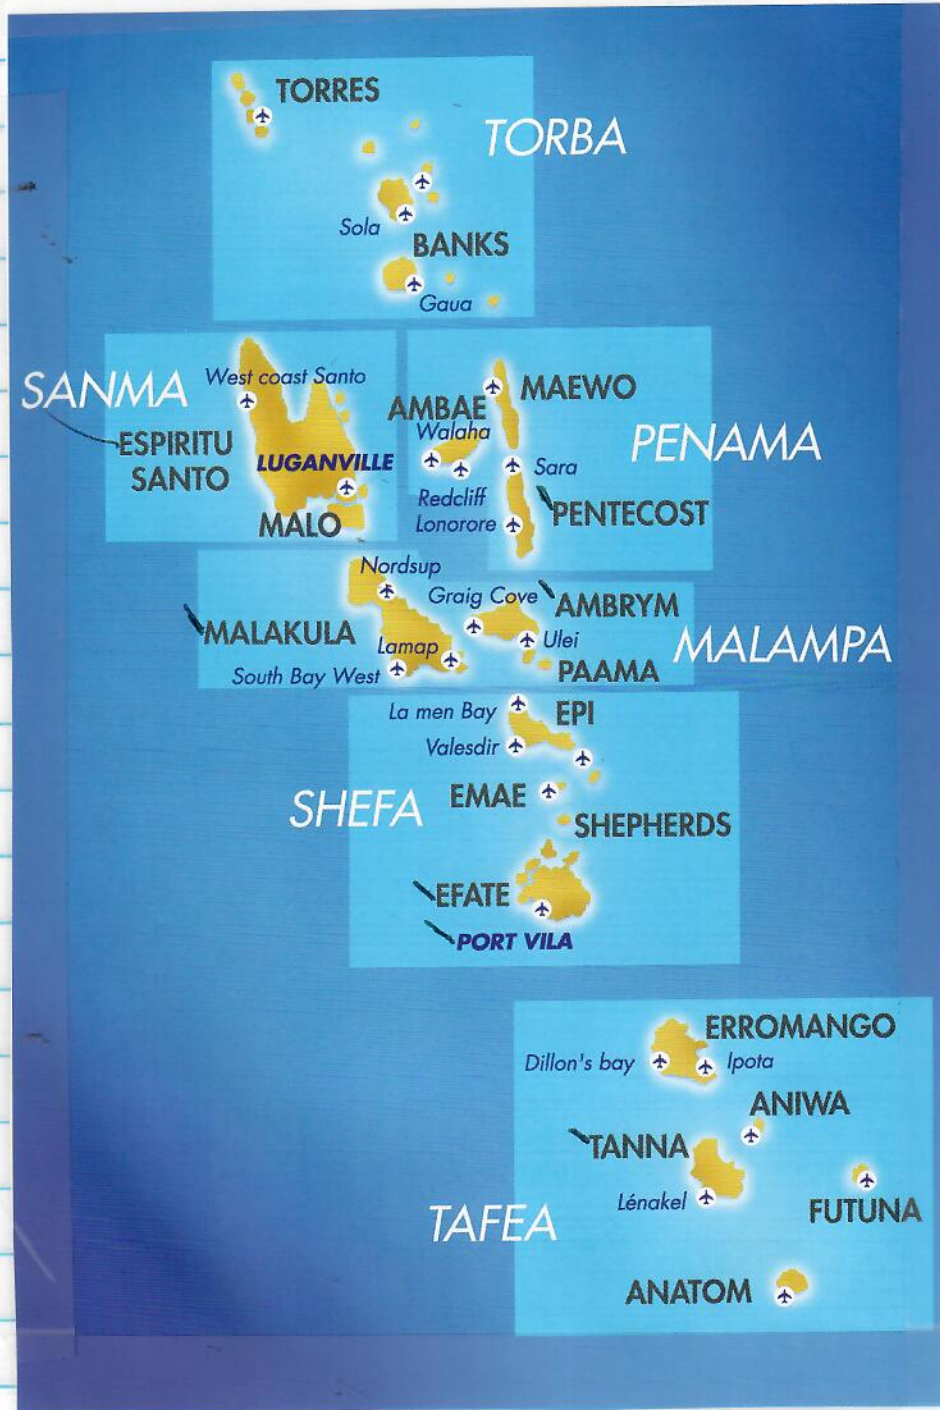 TORRES
TORBA
Sola
BANKS
Gaua
SANMA
West coast Santo
ESPIRITU
SANTO
LUGANVILLE
MALO
MAEWO
AMBAE
Walaha
PENAMA
Sara
Redcliff
Lonorore
PENTECOST
Nordsup
Graig Cove
AMBRYM
MALAKULA
Lamap
Ulei
MALAMPA
South Bay West
PAAMA
La men Bay
EPI
Valesdir
EMAE
SHEFA
SHEPHERDS
EFATE
PORT VILA
ERROMANGO
Dillon's bay
Ipota
ANIWA
TANNA
Lénakel
FUTUNA
TAFEA
ANATOM